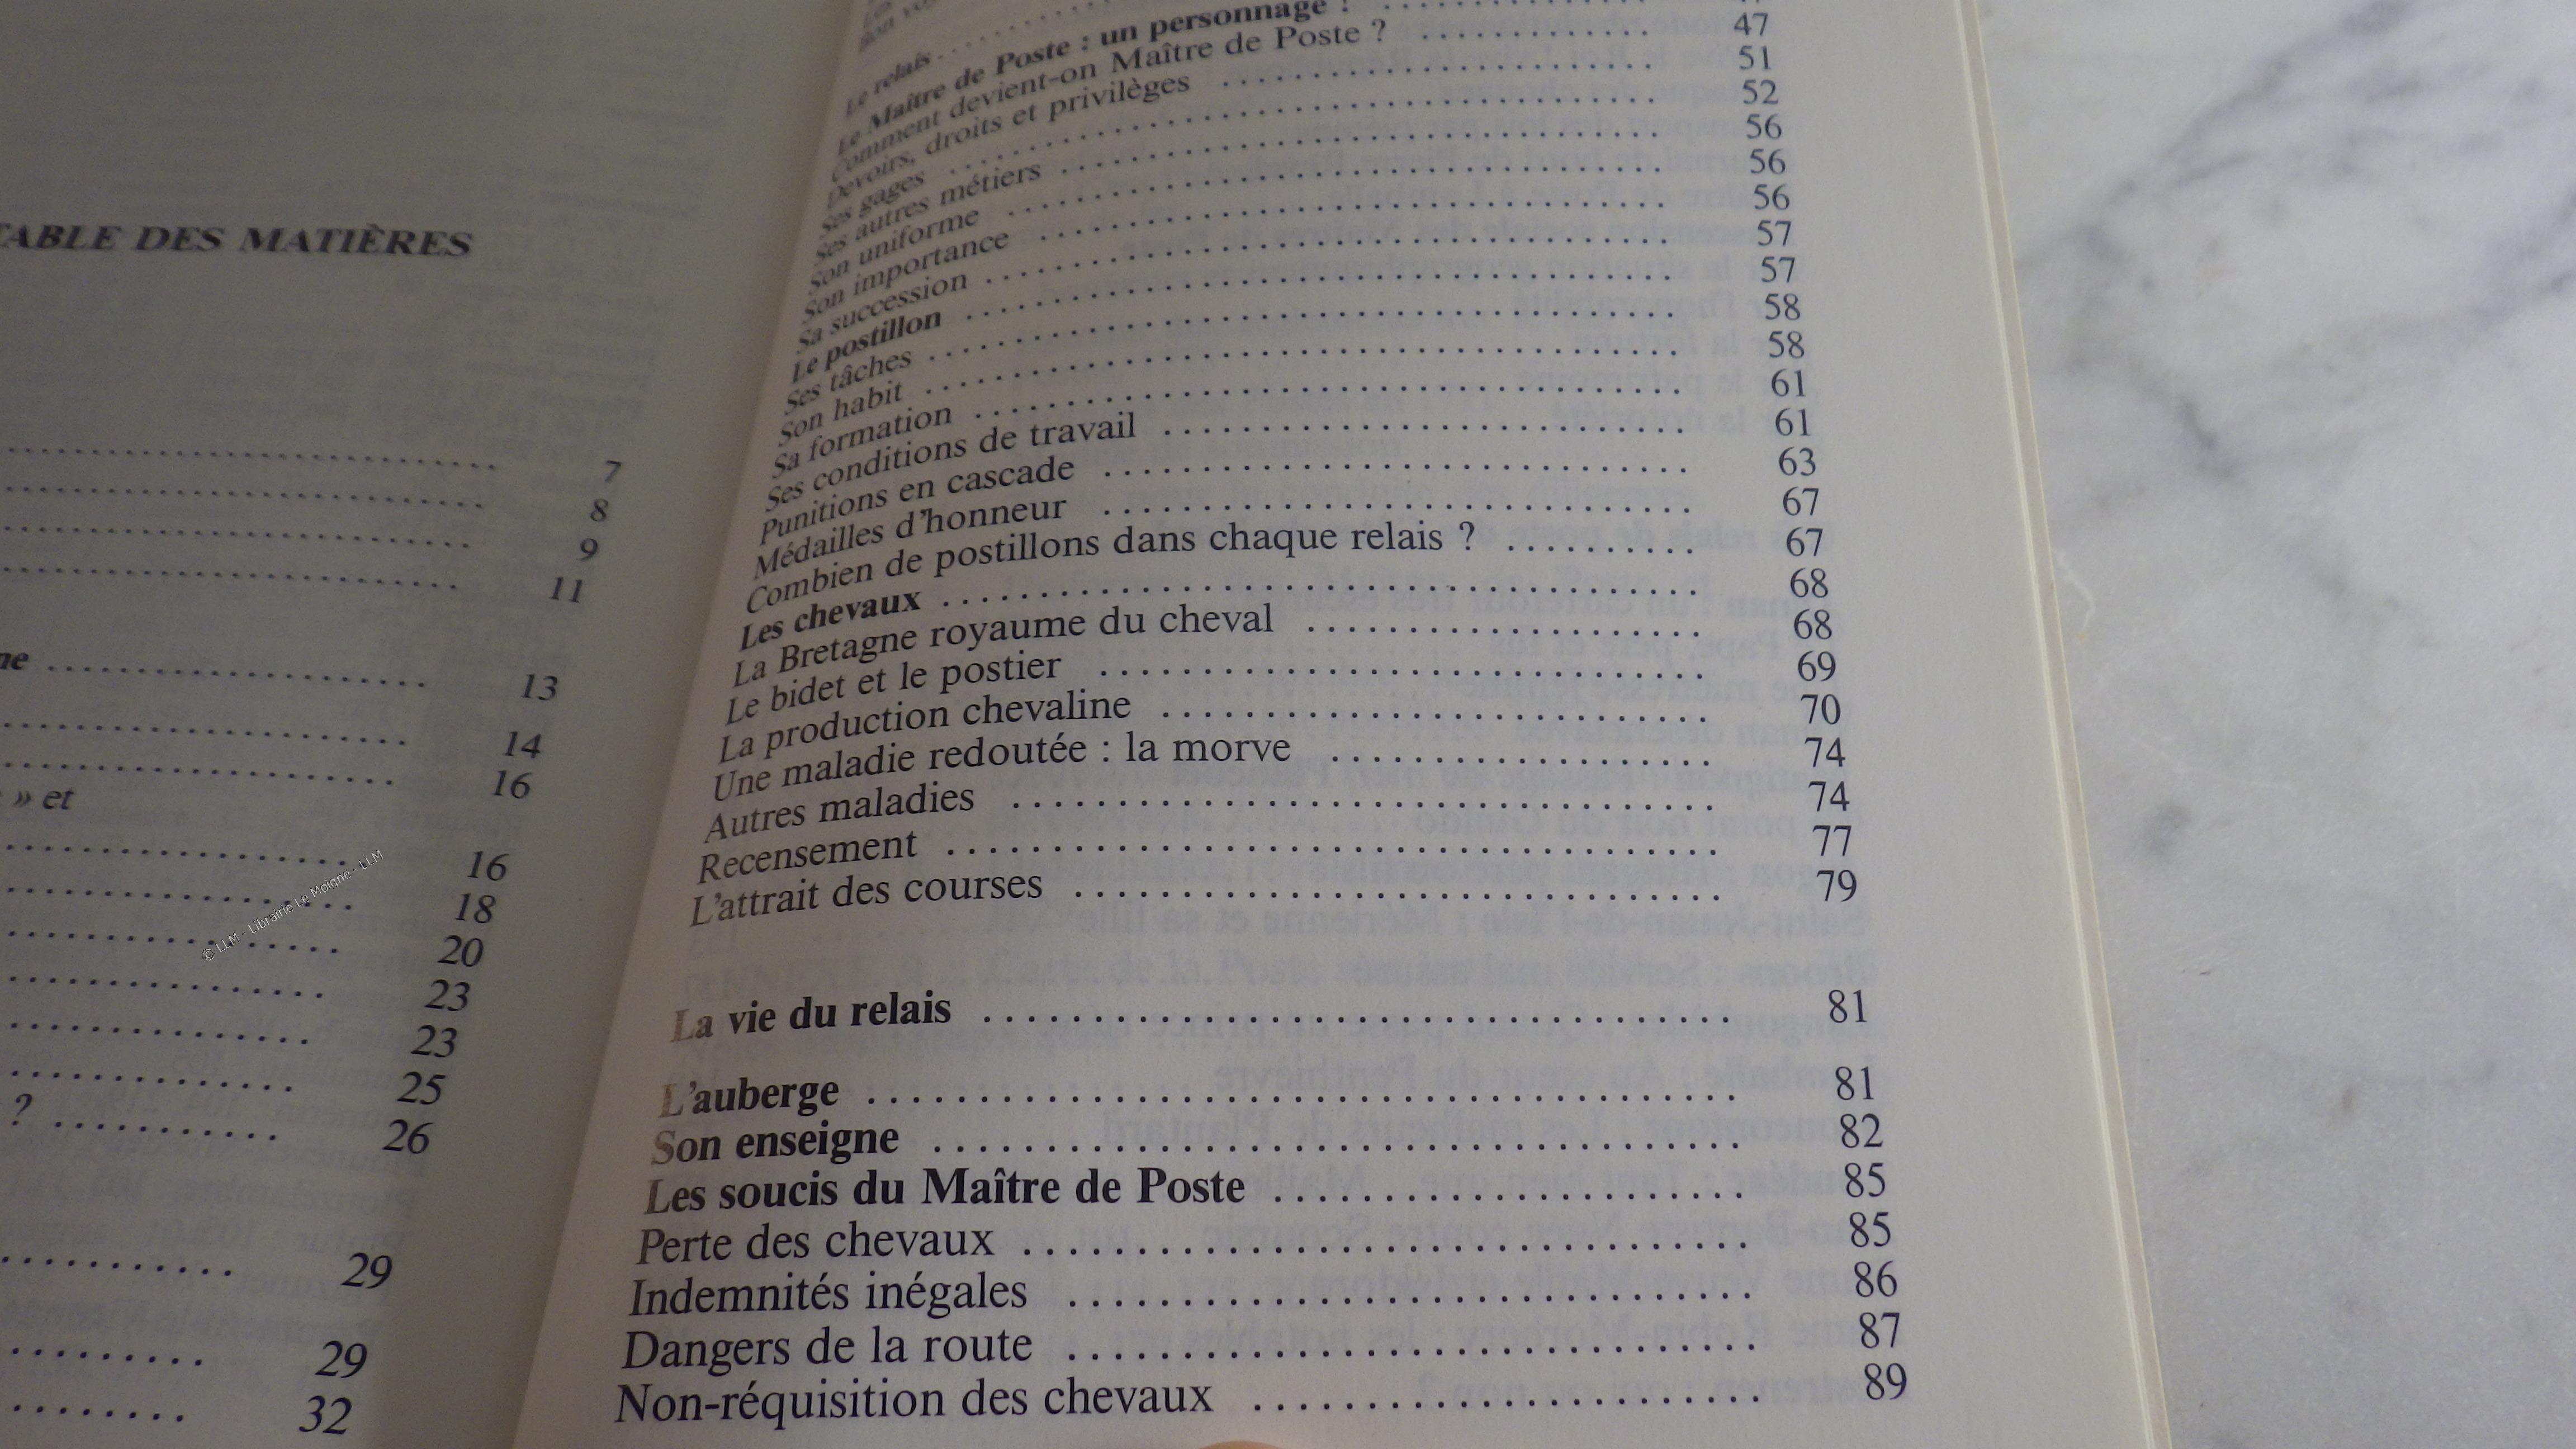 TABLE DES MATIÈRES
........ 7
........ 8
........ 9
........ 11
ne ........ 13
........ 14
........ 16
» et
........ 16
........ 18
........ 20
........ 23
........ 23
........ 25
? ........ 26
........ 29
........ 29
........ 32
© LLM - Librairie Le Moigne - LLM
Le relais ........
Le Maître de Poste : un personnage ! ........
Comment devient-on Maître de Poste ? ........ 47
Devoirs, droits et privilèges ........ 51
Ses gages ........ 52
Ses autres métiers ........ 56
Son uniforme ........ 56
Son importance ........ 56
Sa succession ........ 57
Le postillon ........ 57
Ses tâches ........ 58
Son habit ........ 58
Sa formation ........ 61
Ses conditions de travail ........ 61
Punitions en cascade ........ 63
Médailles d'honneur ........ 67
Combien de postillons dans chaque relais ? ........ 67
Les chevaux ........ 68
La Bretagne royaume du cheval ........ 68
Le bidet et le postier ........ 69
La production chevaline ........ 70
Une maladie redoutée : la morve ........ 74
Autres maladies ........ 74
Recensement ........ 77
L'attrait des courses ........ 79
La vie du relais ........ 81
L'auberge ........ 81
Son enseigne ........ 82
Les soucis du Maître de Poste ........ 85
Perte des chevaux ........ 85
Indemnités inégales ........ 86
Dangers de la route ........ 87
Non-réquisition des chevaux ........ 89